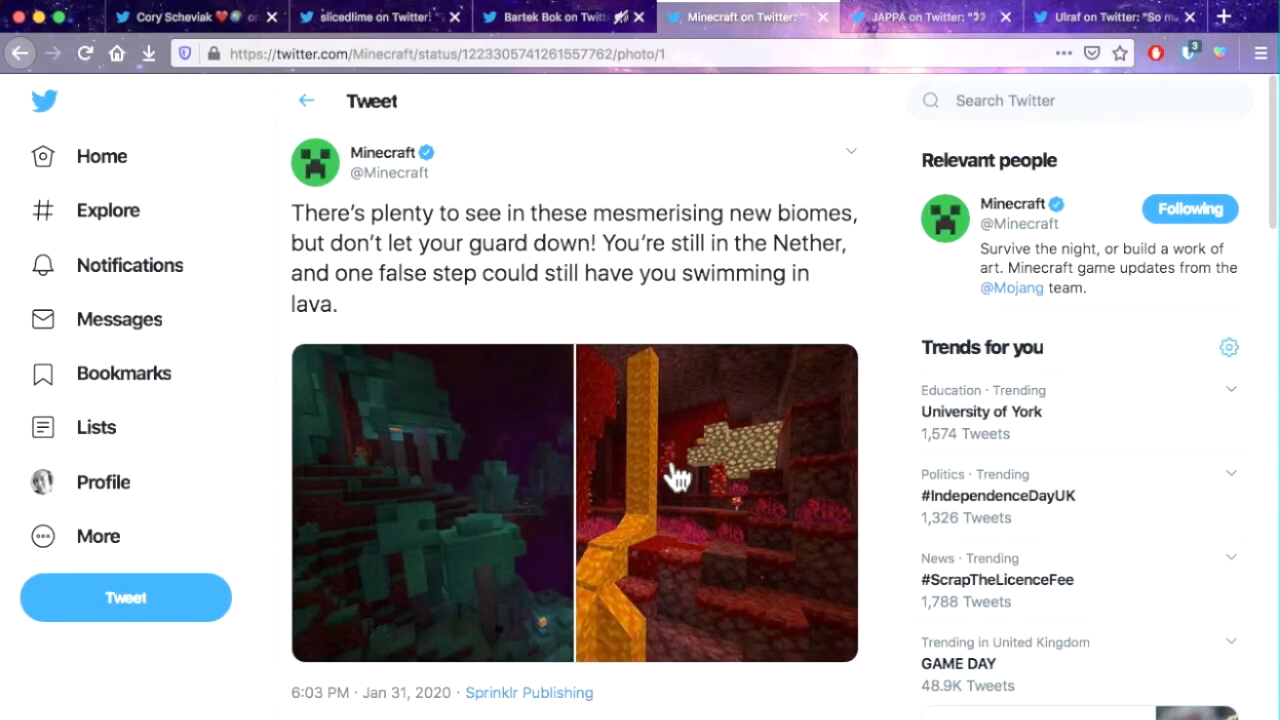 Cory Scheviak ❤️🌍 on
slicedlime on Twitter:
Bartek Bok on Twitt
Minecraft on Twitter: "
JAPPA on Twitter: "
Ulraf on Twitter: "So m
https://twitter.com/Minecraft/status/1223305741261557762/photo/1
3
Home
Explore
Notifications
Messages
Bookmarks
Lists
Profile
More
Tweet
Tweet
Minecraft
@Minecraft
There's plenty to see in these mesmerising new biomes,
but don't let your guard down! You're still in the Nether,
and one false step could still have you swimming in
lava.
6:03 PM · Jan 31, 2020 · Sprinklr Publishing
Search Twitter
Relevant people
Minecraft
@Minecraft
Following
Survive the night, or build a work of
art. Minecraft game updates from the
@Mojang team.
Trends for you
Education · Trending
University of York
1,574 Tweets
Politics · Trending
#IndependenceDayUK
1,326 Tweets
News · Trending
#ScrapTheLicenceFee
1,788 Tweets
Trending in United Kingdom
GAME DAY
48.9K Tweets